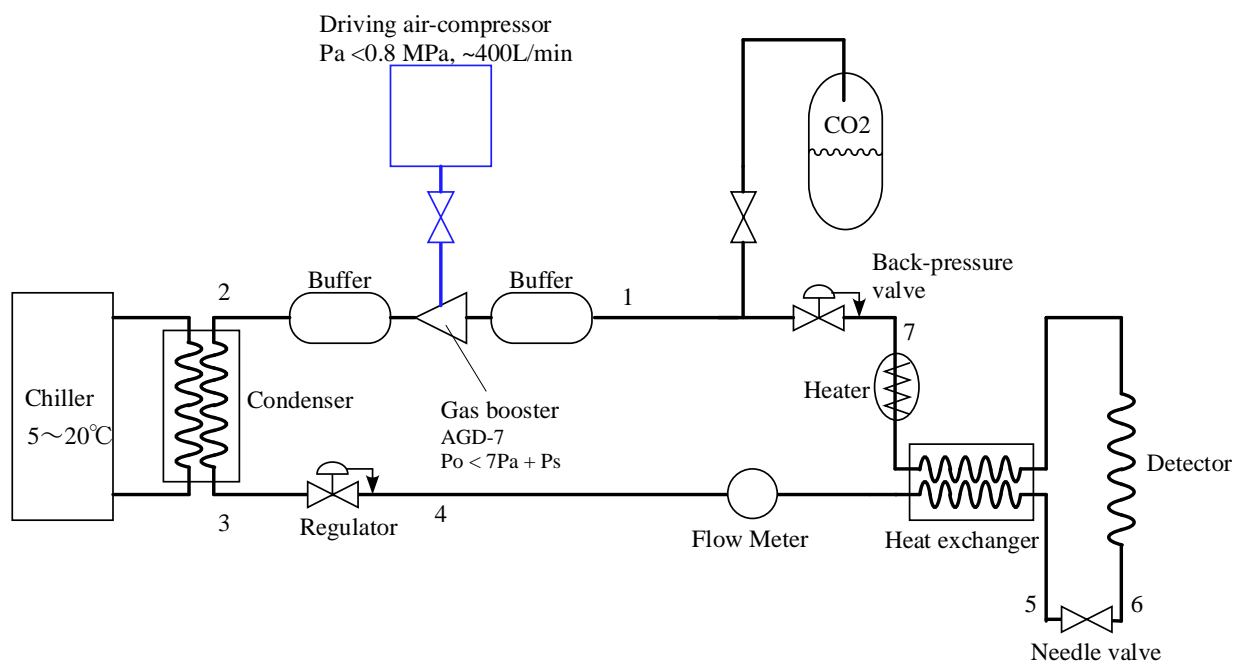 Driving air-compressor
Pa <0.8 MPa, ~400L/min
CO2
Back-pressure
valve
Buffer
Buffer
2
1
7
Chiller
5～20℃
Condenser
Heater
Gas booster
AGD-7
Po < 7Pa + Ps
Detector
3
Regulator
4
Flow Meter
Heat exchanger
5
6
Needle valve